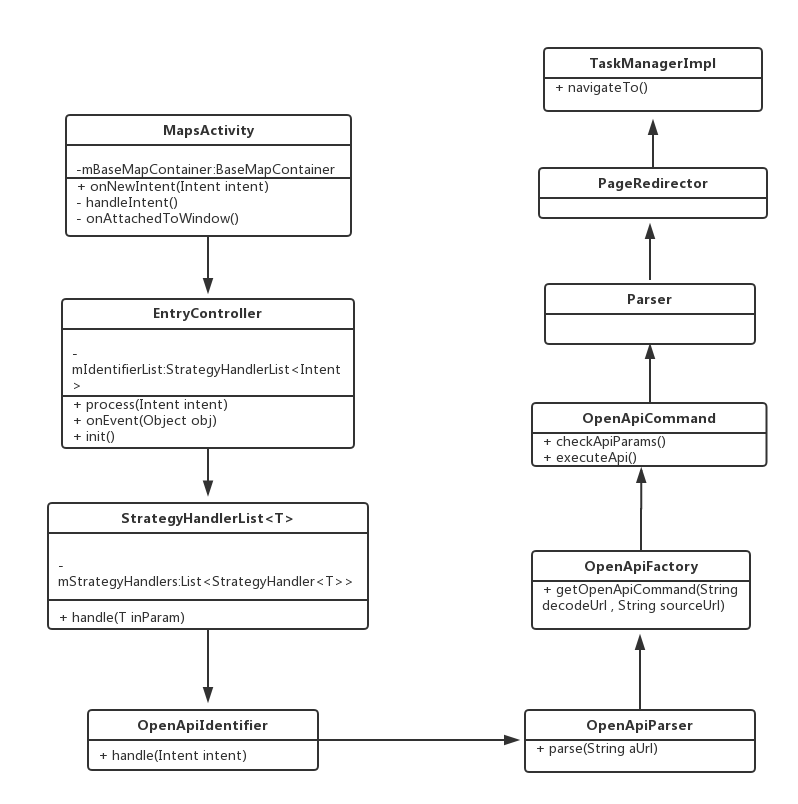 MapsActivity
-mBaseMapContainer:BaseMapContainer
+ onNewIntent(Intent intent)
- handleIntent()
- onAttachedToWindow()
EntryController
-
mIdentifierList:StrategyHandlerList<Intent
>
+ process(Intent intent)
+ onEvent(Object obj)
+ init()
StrategyHandlerList<T>
-
mStrategyHandlers:List<StrategyHandler<T>>
+ handle(T inParam)
OpenApiIdentifier
+ handle(Intent intent)
OpenApiParser
+ parse(String aUrl)
OpenApiFactory
+ getOpenApiCommand(String
decodeUrl , String sourceUrl)
OpenApiCommand
+ checkApiParams()
+ executeApi()
Parser
PageRedirector
TaskManagerImpl
+ navigateTo()